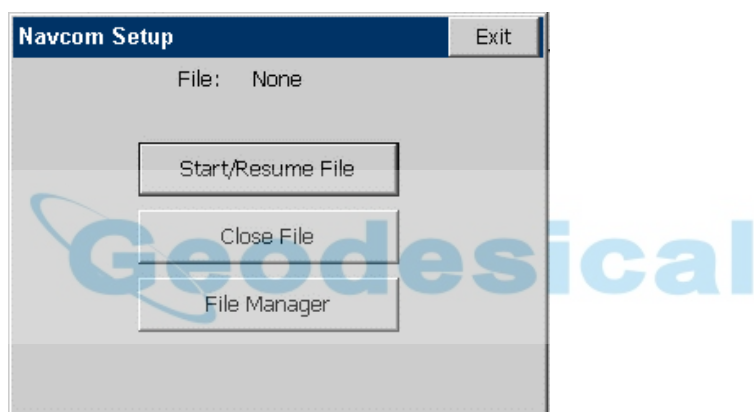 Navcom Setup Exit
File: None
Start/Resume File
Close File
Geodesical
File Manager